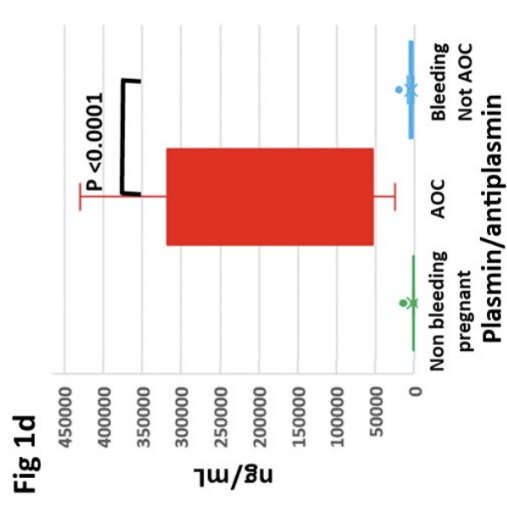 Fig 1d
P <0.0001
450000
400000
350000
300000
250000
200000
150000
100000
50000
0
ng/mL
Non bleeding
pregnant
AOC
Bleeding
Not AOC
Plasmin/antiplasmin